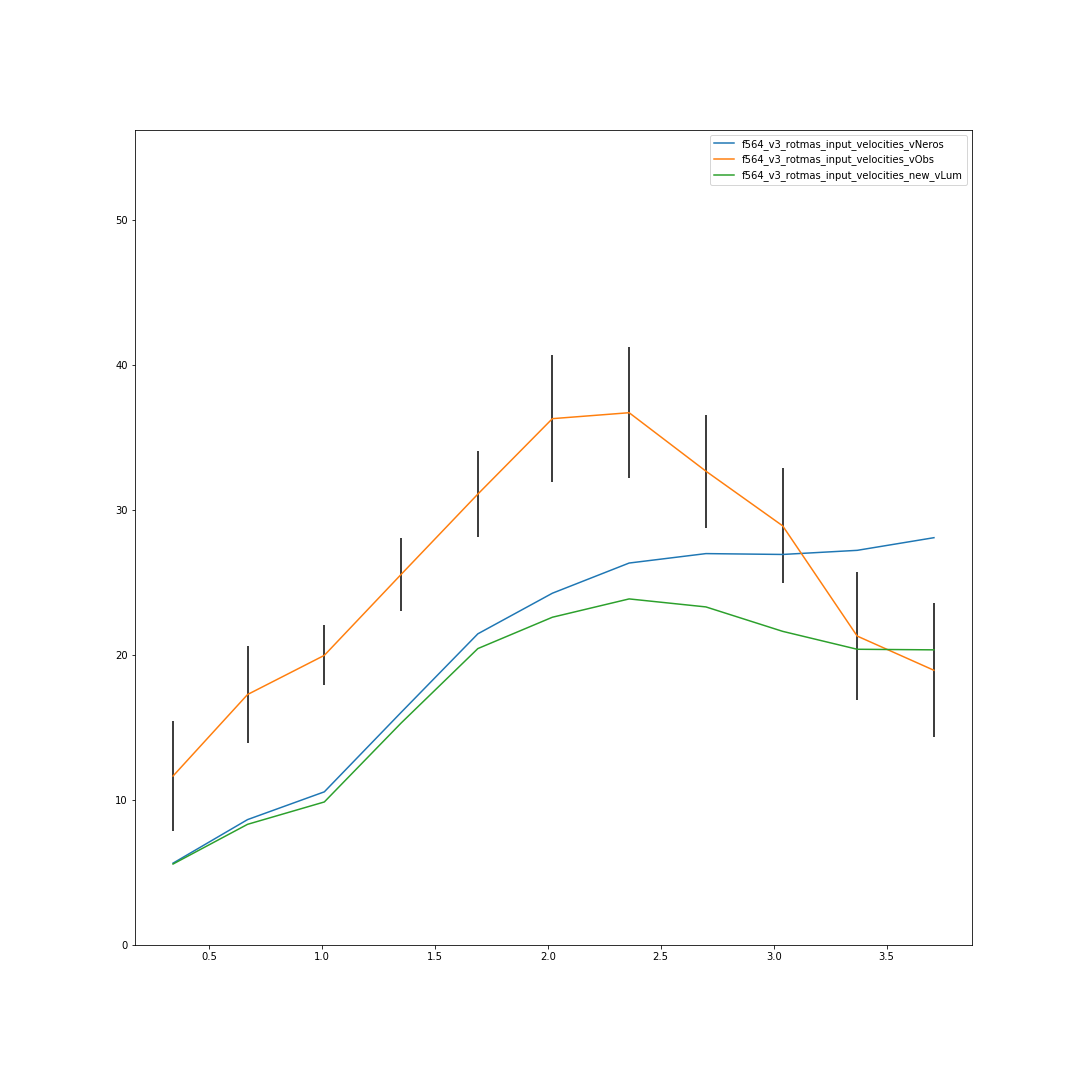 f564_v3_rotmas_input_velocities_vNeros
f564_v3_rotmas_input_velocities_vObs
f564_v3_rotmas_input_velocities_new_vLum
50
40
30
20
10
0
0.5 1.0 1.5 2.0 2.5 3.0 3.5